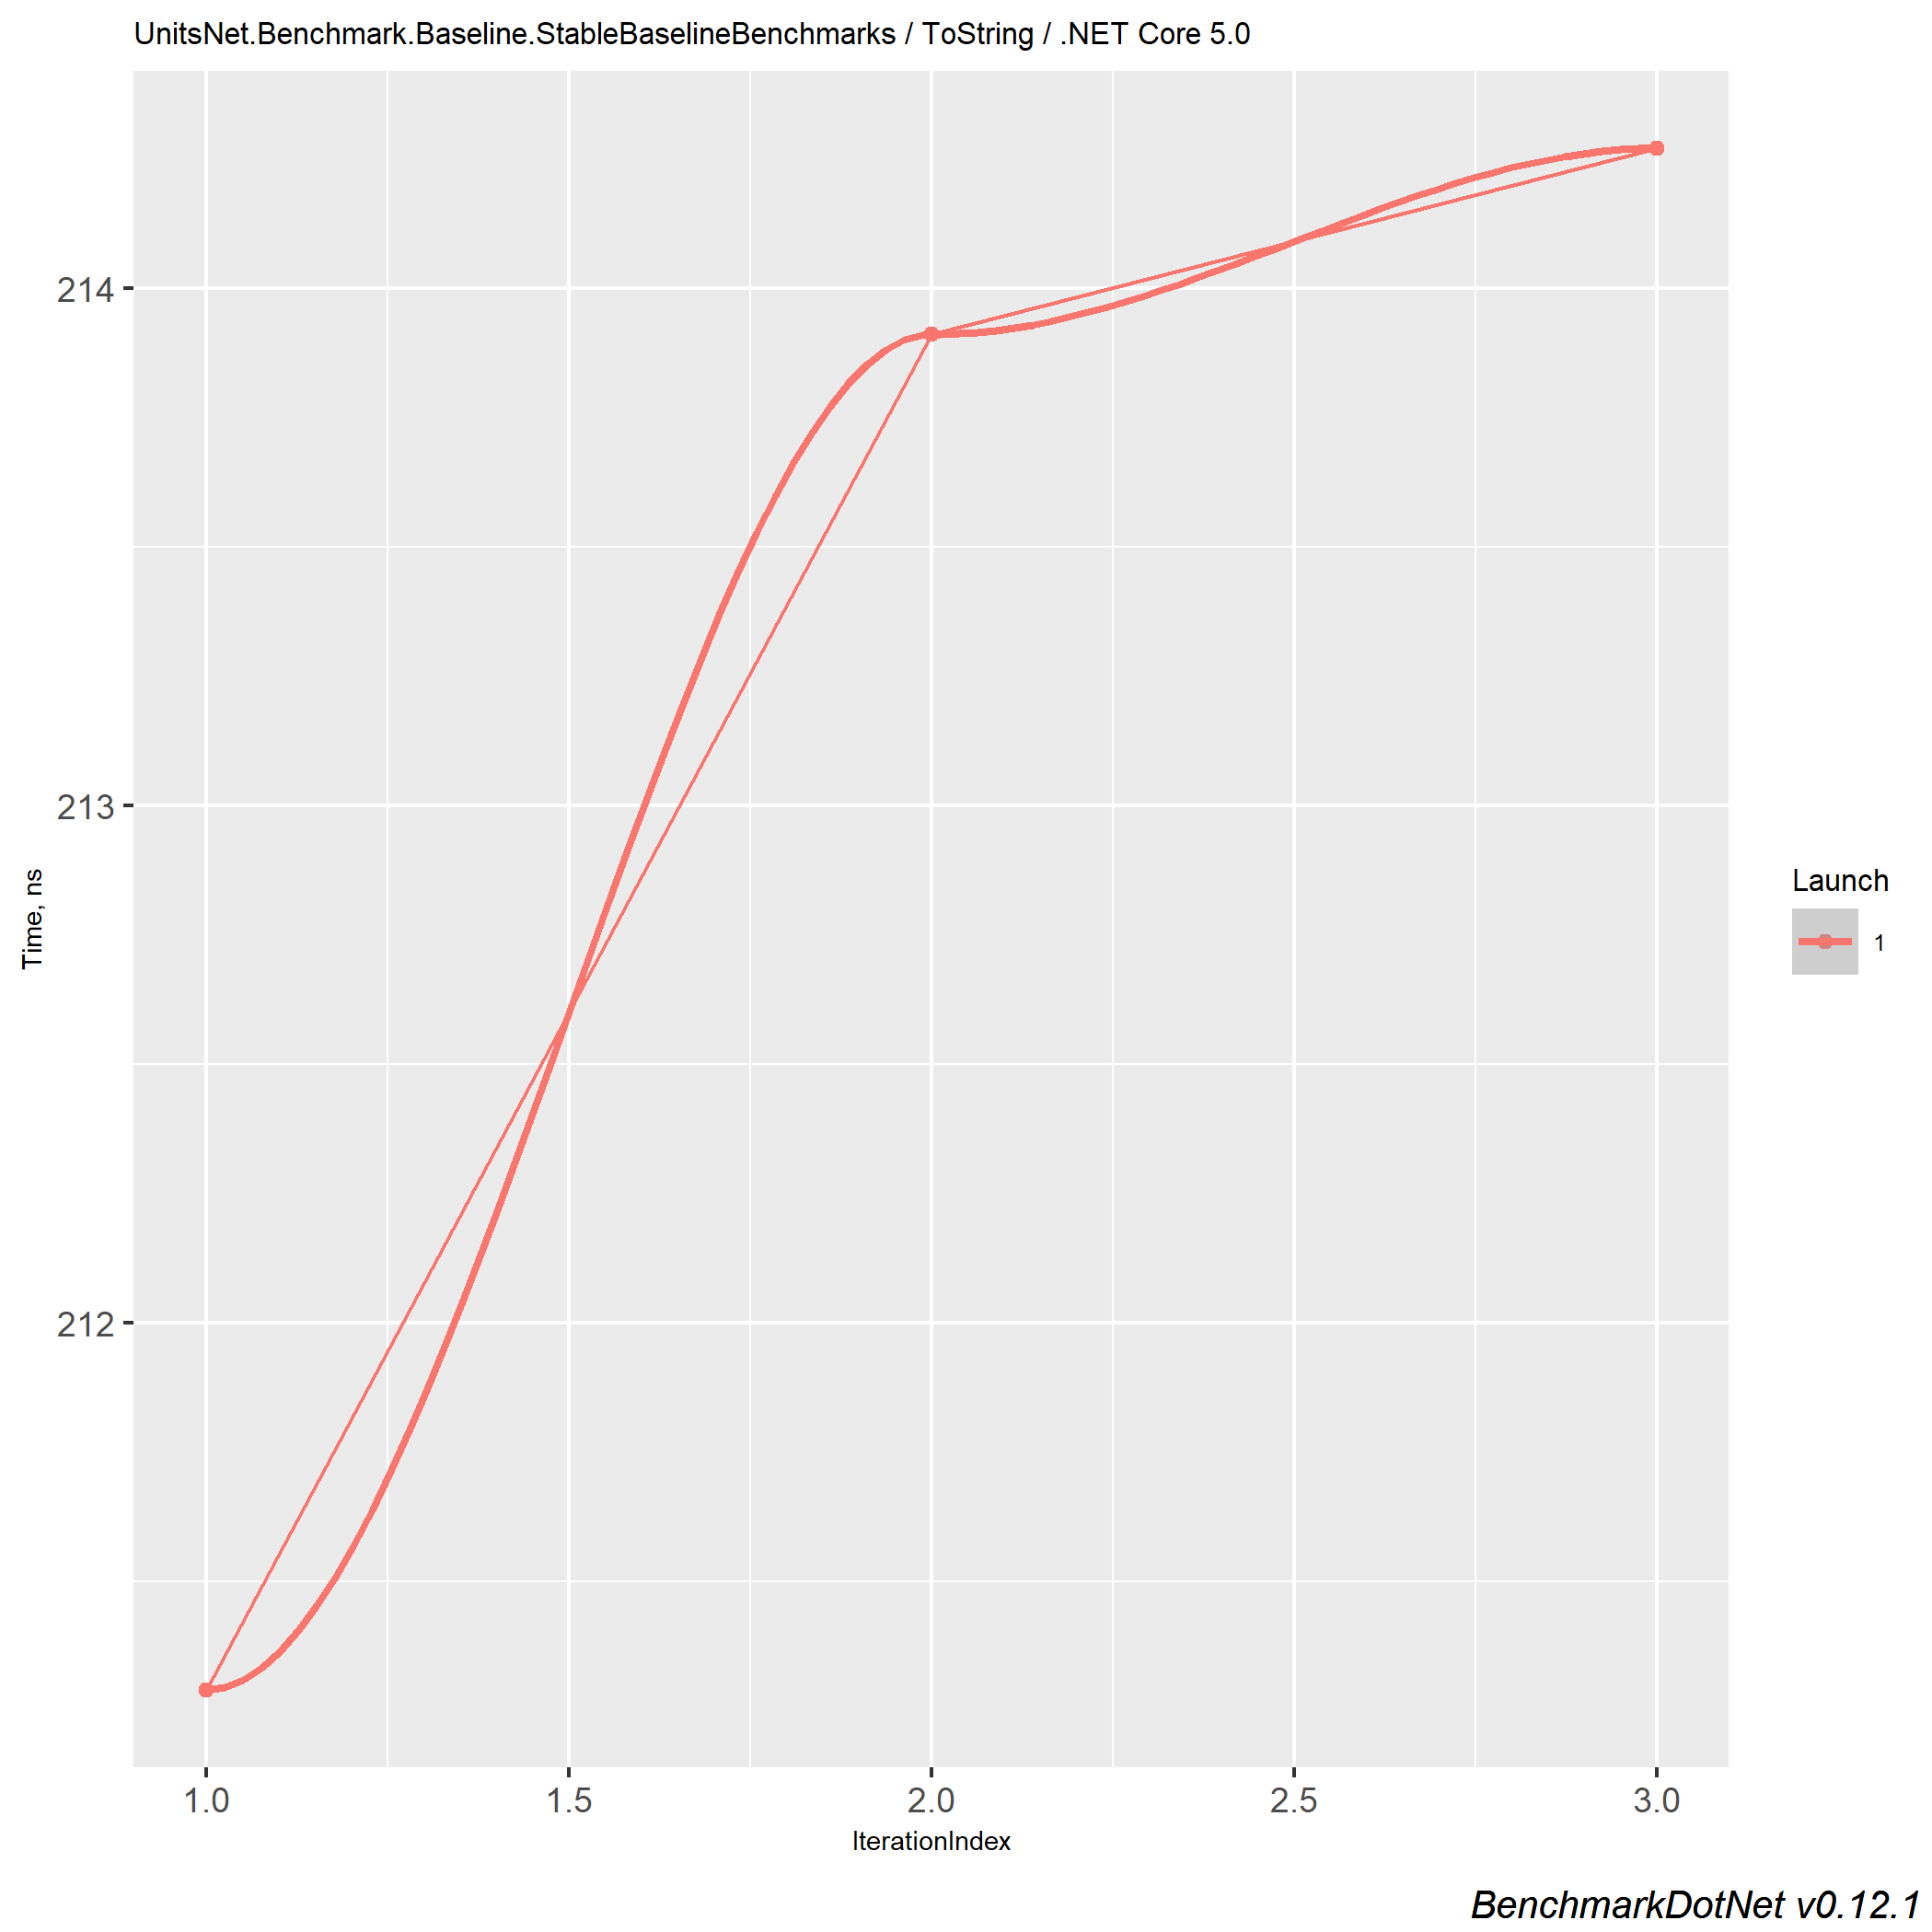 UnitsNet.Benchmark.Baseline.StableBaselineBenchmarks / ToString / .NET Core 5.0
214
213
212
Time, ns
1.0 1.5 2.0 2.5 3.0
IterationIndex
Launch
1
BenchmarkDotNet v0.12.1